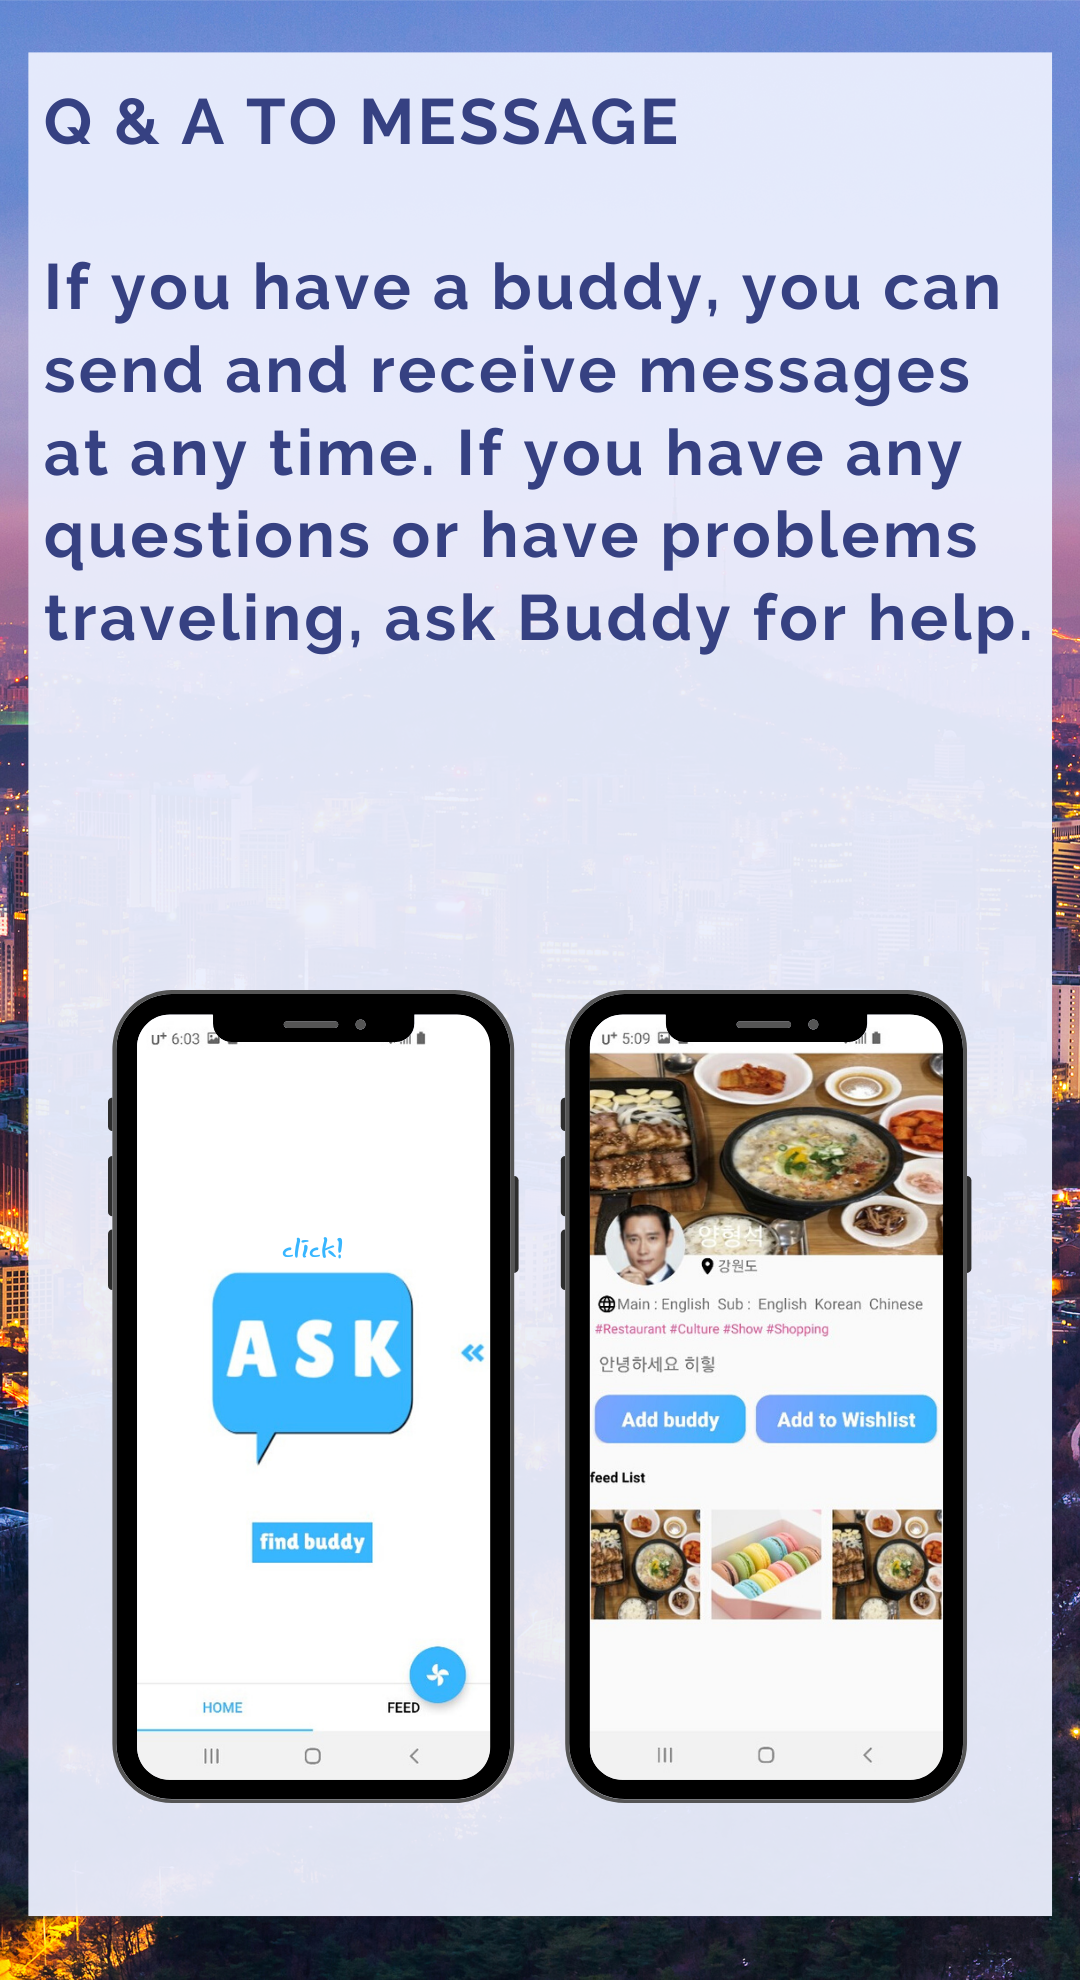 Q & A TO MESSAGE
If you have a buddy, you can
send and receive messages
at any time. If you have any
questions or have problems
traveling, ask Buddy for help.
U+ 6:03
click!
ASK
find buddy
HOME FEED
U+ 5:09
양형석
강원도
Main : English Sub : English Korean Chinese
#Restaurant #Culture #Show #Shopping
안녕하세요 히힣
Add buddy Add to Wishlist
feed List